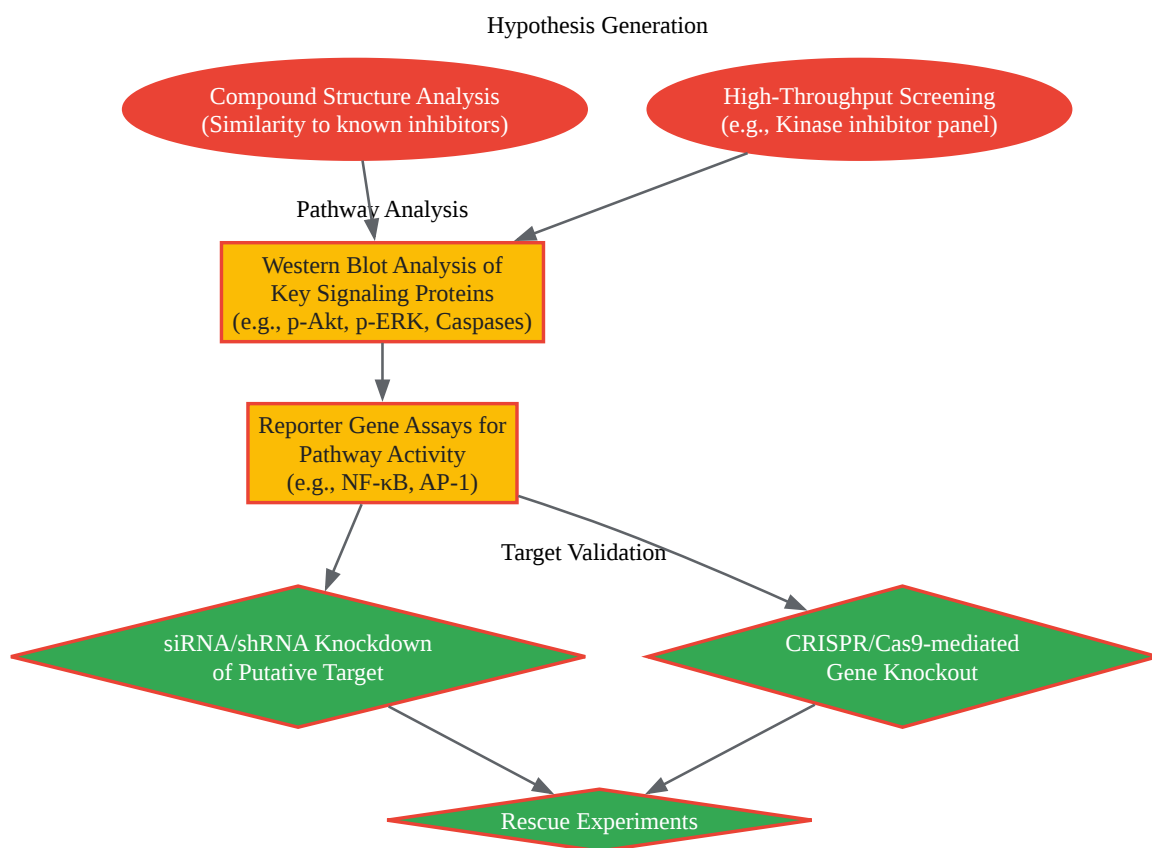 Hypothesis Generation
Compound Structure Analysis
(Similarity to known inhibitors)
High-Throughput Screening
(e.g., Kinase inhibitor panel)
Pathway Analysis
Western Blot Analysis of
Key Signaling Proteins
(e.g., p-Akt, p-ERK, Caspases)
Reporter Gene Assays for
Pathway Activity
(e.g., NF-κB, AP-1)
Target Validation
siRNA/shRNA Knockdown
of Putative Target
CRISPR/Cas9-mediated
Gene Knockout
Rescue Experiments